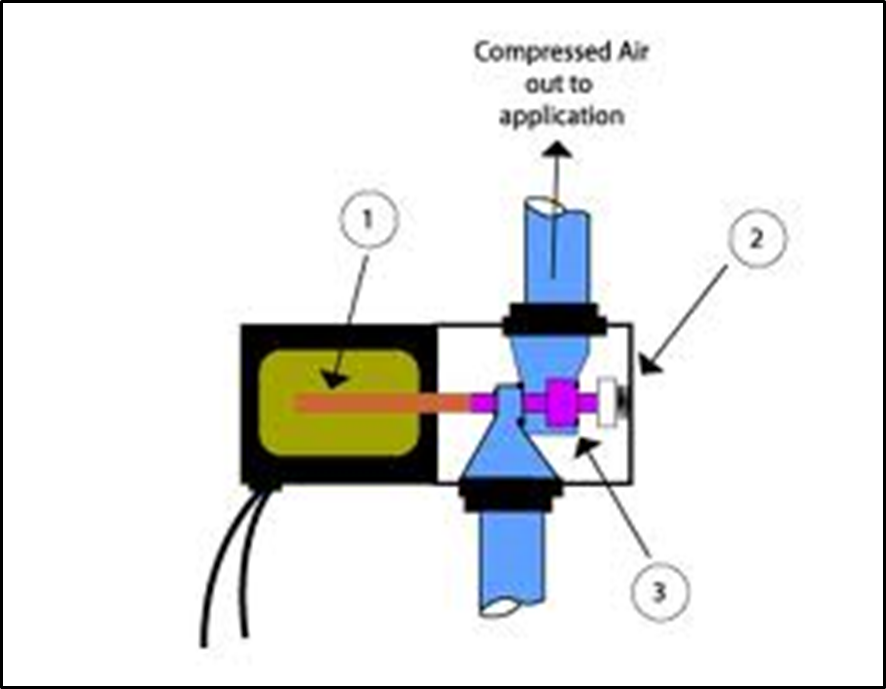 Compressed Air
out to
application
1
2
3